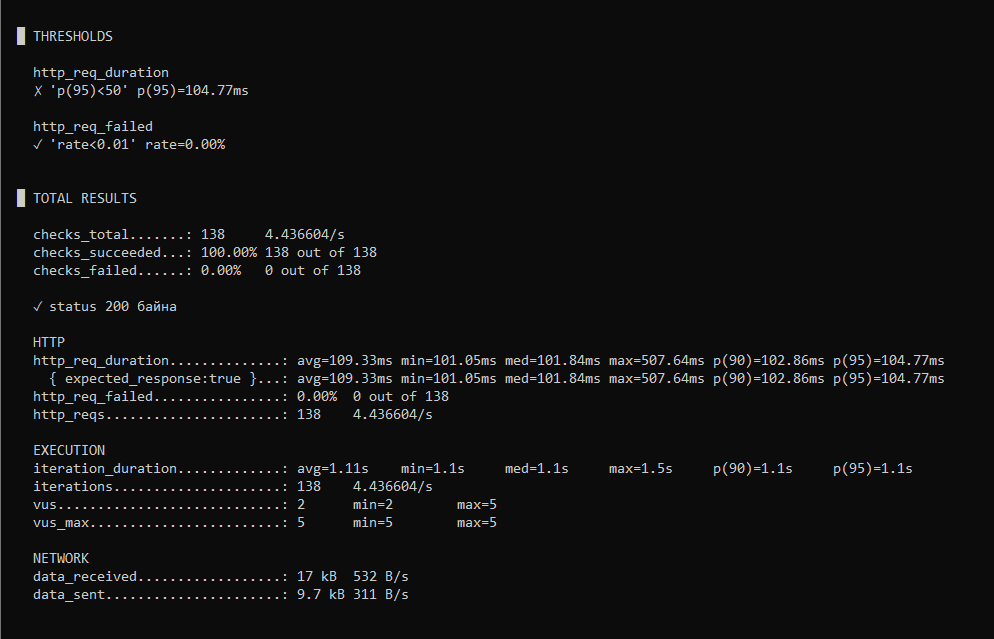 THRESHOLDS
http_req_duration
✗ 'p(95)<50' p(95)=104.77ms
http_req_failed
✓ 'rate<0.01' rate=0.00%
TOTAL RESULTS
checks_total.......: 138     4.436604/s
checks_succeeded...: 100.00% 138 out of 138
checks_failed......: 0.00%   0 out of 138
✓ status 200 байна
HTTP
http_req_duration..............: avg=109.33ms min=101.05ms med=101.84ms max=507.64ms p(90)=102.86ms p(95)=104.77ms
{ expected_response:true }...: avg=109.33ms min=101.05ms med=101.84ms max=507.64ms p(90)=102.86ms p(95)=104.77ms
http_req_failed................: 0.00%  0 out of 138
http_reqs......................: 138    4.436604/s
EXECUTION
iteration_duration.............: avg=1.11s    min=1.1s     med=1.1s     max=1.5s     p(90)=1.1s     p(95)=1.1s
iterations.....................: 138    4.436604/s
vus............................: 2      min=2        max=5
vus_max........................: 5      min=5        max=5
NETWORK
data_received..................: 17 kB  532 B/s
data_sent......................: 9.7 kB 311 B/s